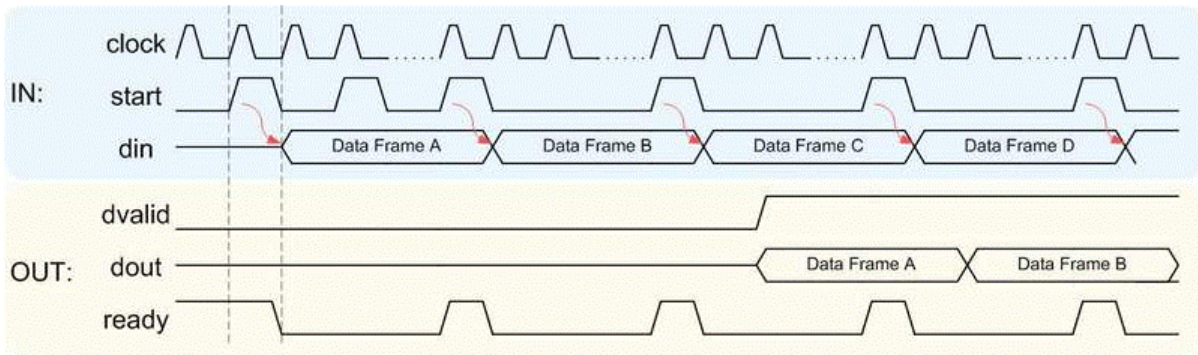 IN:
clock
start
din
Data Frame A
Data Frame B
Data Frame C
Data Frame D
OUT:
dvalid
dout
Data Frame A
Data Frame B
ready